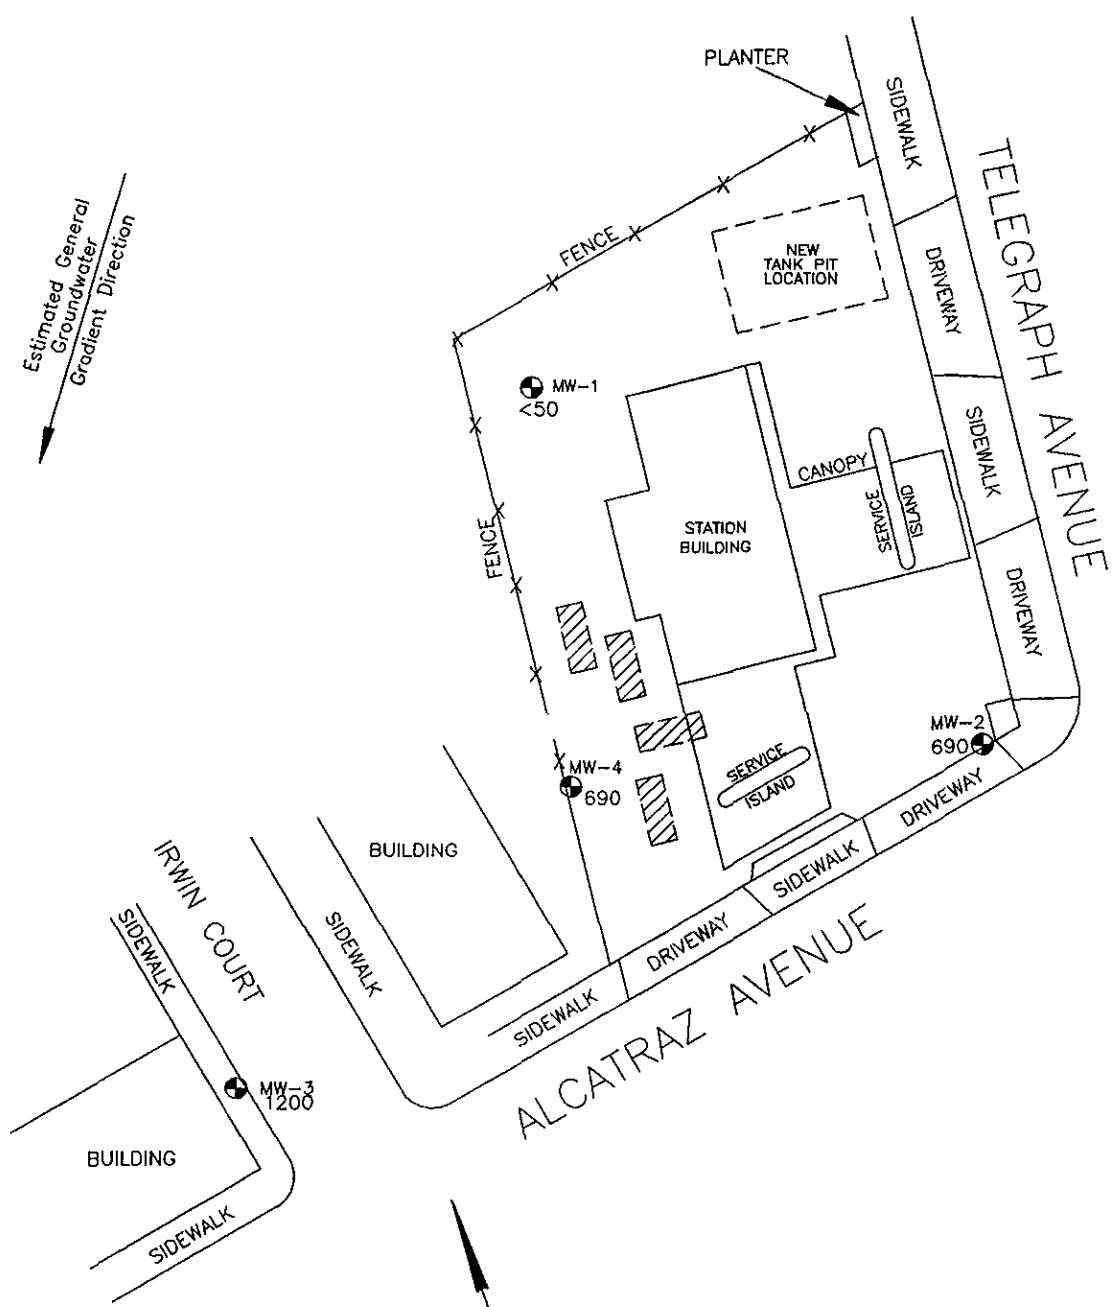 PLANTER
SIDEWALK
TELEGRAPH AVENUE
Estimated General
Groundwater
Gradient Direction
FENCE
NEW
TANK PIT
LOCATION
DRIVEWAY
MW-1
<50
CANOPY
SERVICE
ISLAND
SIDEWALK
STATION
BUILDING
FENCE
DRIVEWAY
MW-2
690
MW-4
690
SERVICE
ISLAND
DRIVEWAY
BUILDING
SIDEWALK
IRWIN COURT
SIDEWALK
SIDEWALK
DRIVEWAY
SIDEWALK
ALCATRAZ AVENUE
MW-3
1200
BUILDING
SIDEWALK